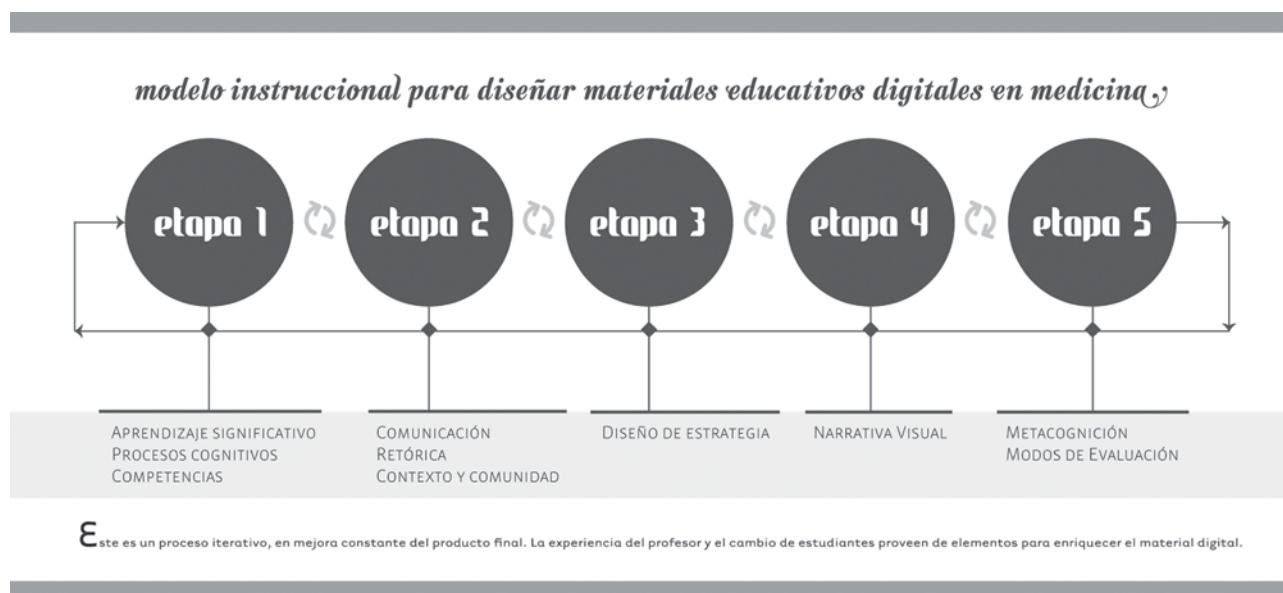 modelo instruccional para diseñar materiales educativos digitales en medicina
etapa 1
etapa 2
etapa 3
etapa 4
etapa 5
APRENDIZAJE SIGNIFICATIVO
PROCESOS COGNITIVOS
COMPETENCIAS
COMUNICACIÓN
RETÓRICA
CONTEXTO Y COMUNIDAD
DISEÑO DE ESTRATEGIA
NARRATIVA VISUAL
METACOGNICIÓN
MODOS DE EVALUACIÓN
Este es un proceso iterativo, en mejora constante del producto final. La experiencia del profesor y el cambio de estudiantes proveen de elementos para enriquecer el material digital.